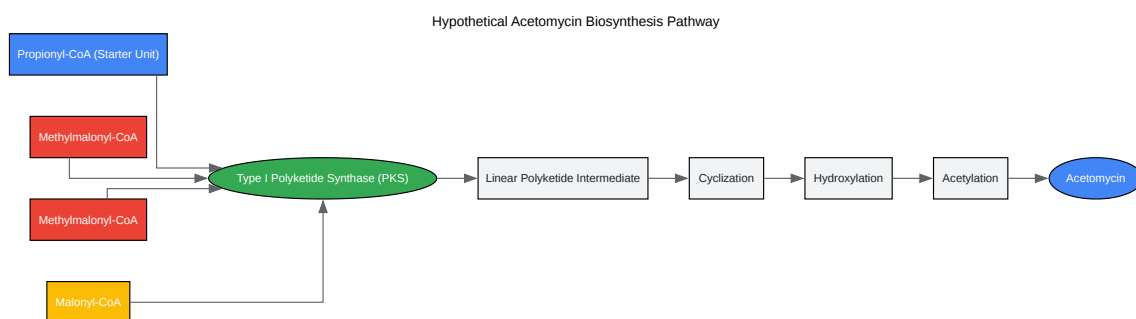 Hypothetical Acetomycin Biosynthesis Pathway
Propionyl-CoA (Starter Unit)
Methylmalonyl-CoA
Methylmalonyl-CoA
Malonyl-CoA
Type I Polyketide Synthase (PKS)
Linear Polyketide Intermediate
Cyclization
Hydroxylation
Acetylation
Acetomycin